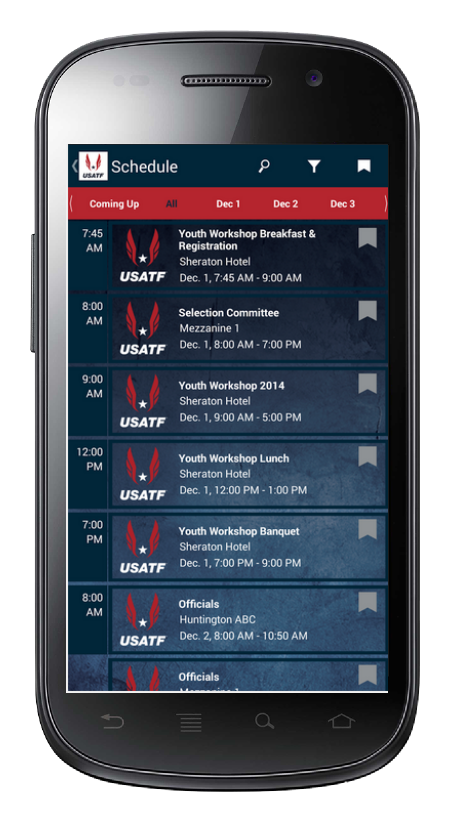 USATF
Schedule
Coming Up All Dec 1 Dec 2 Dec 3
7:45
AM
USATF
Youth Workshop Breakfast &
Registration
Sheraton Hotel
Dec. 1, 7:45 AM - 9:00 AM
8:00
AM
USATF
Selection Committee
Mezzanine 1
Dec. 1, 8:00 AM - 7:00 PM
9:00
AM
USATF
Youth Workshop 2014
Sheraton Hotel
Dec. 1, 9:00 AM - 5:00 PM
12:00
PM
USATF
Youth Workshop Lunch
Sheraton Hotel
Dec. 1, 12:00 PM - 1:00 PM
7:00
PM
USATF
Youth Workshop Banquet
Sheraton Hotel
Dec. 1, 7:00 PM - 9:00 PM
8:00
AM
USATF
Officials
Huntington ABC
Dec. 2, 8:00 AM - 10:50 AM
Officials
Mezzanine 1